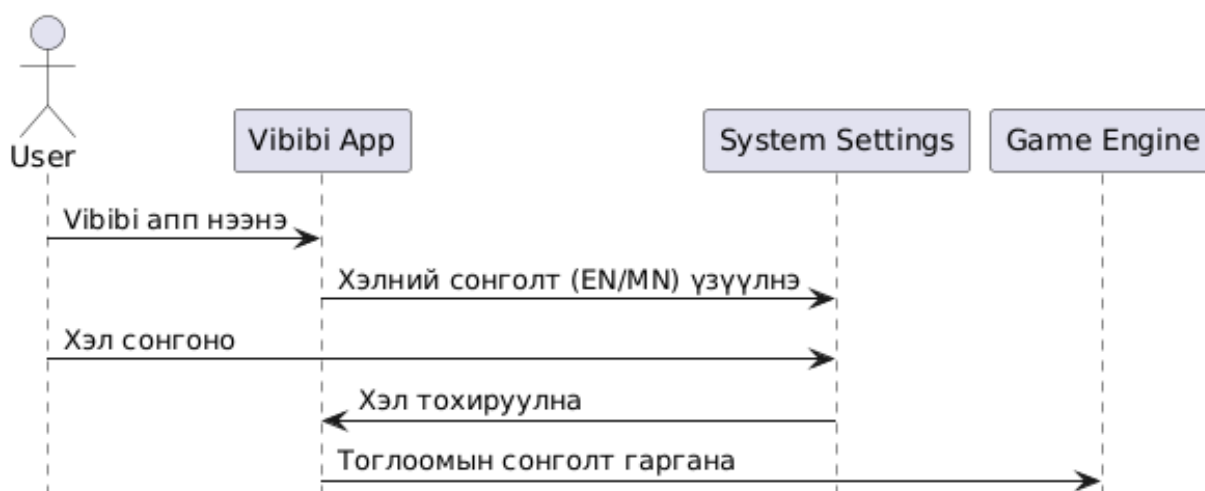 User
Vibibi App
System Settings
Game Engine
Vibibi апп нээнэ
Хэлний сонголт (EN/MN) үзүүлнэ
Хэл сонгоно
Хэл тохируулна
Тоглоомын сонголт гаргана